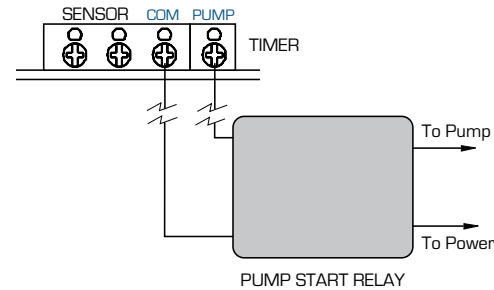 SENSOR COM PUMP
TIMER
To Pump
To Power
PUMP START RELAY